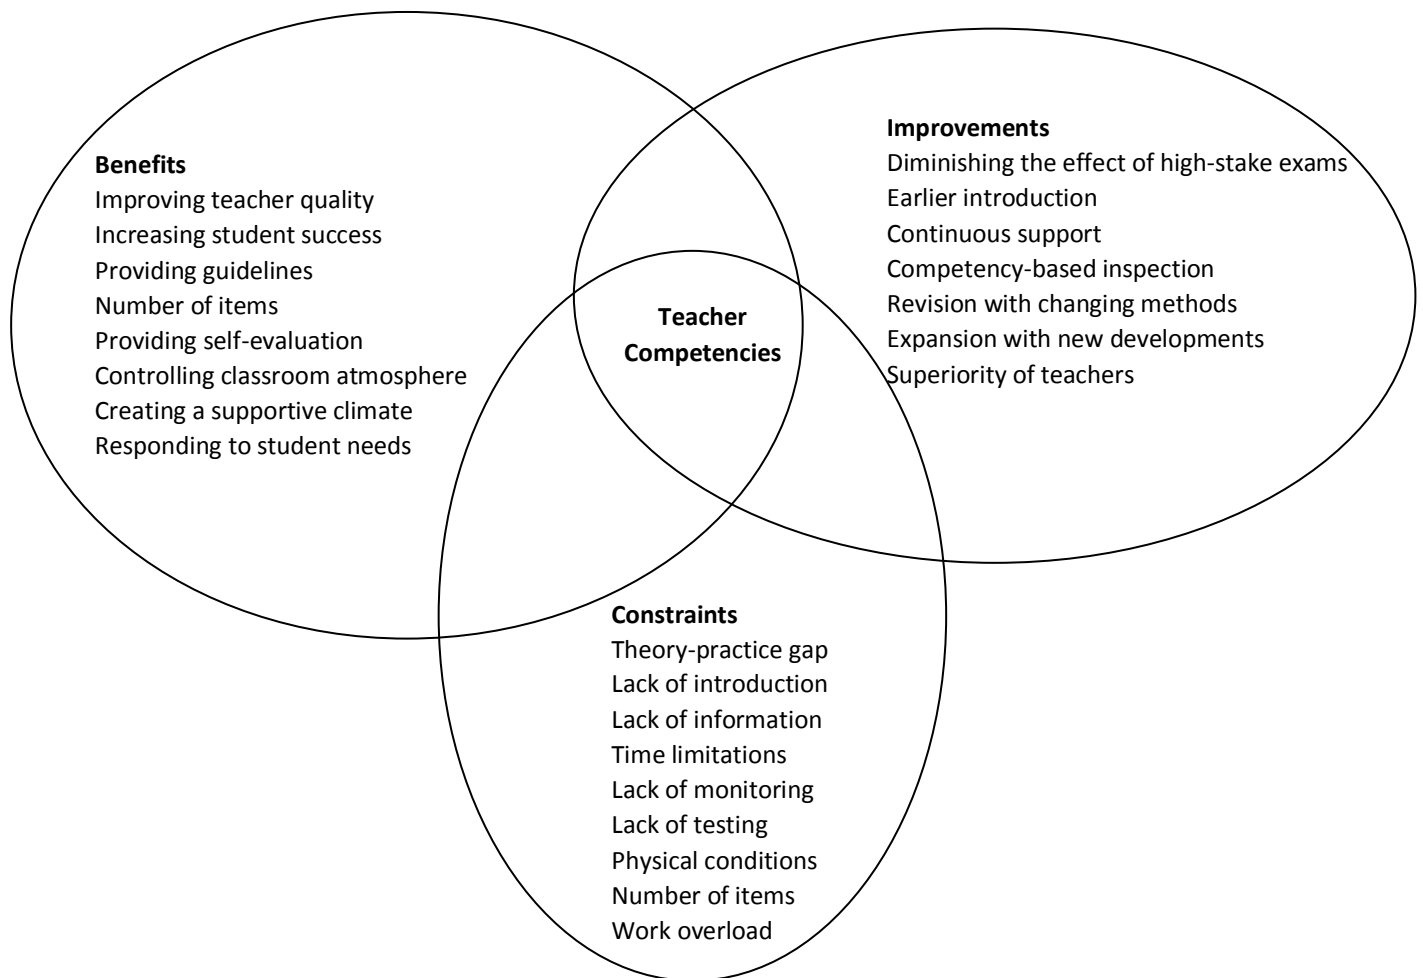 Benefits
Improving teacher quality
Increasing student success
Providing guidelines
Number of items
Providing self-evaluation
Controlling classroom atmosphere
Creating a supportive climate
Responding to student needs
Improvements
Diminishing the effect of high-stake exams
Earlier introduction
Continuous support
Competency-based inspection
Revision with changing methods
Expansion with new developments
Superiority of teachers
Teacher
Competencies
Constraints
Theory-practice gap
Lack of introduction
Lack of information
Time limitations
Lack of monitoring
Lack of testing
Physical conditions
Number of items
Work overload